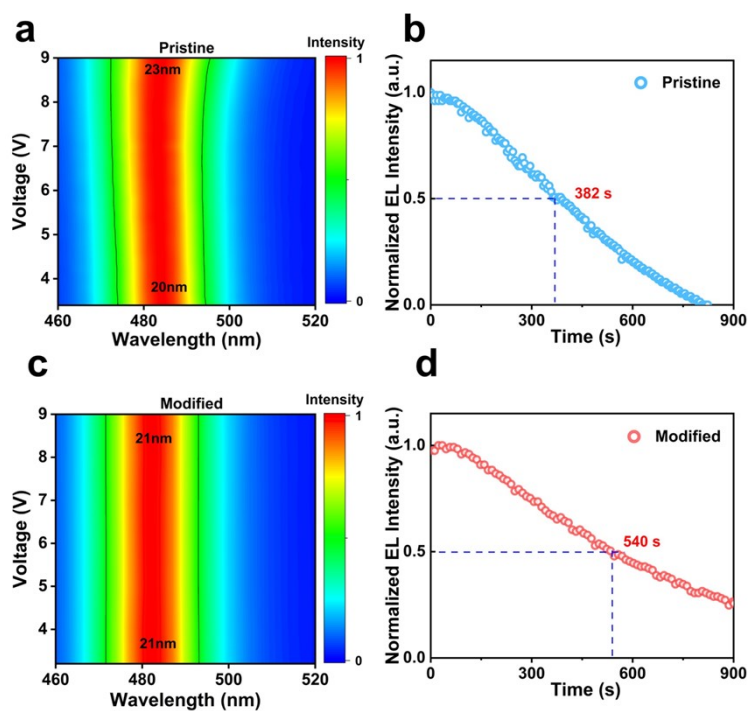 a
Pristine
Intensity
23nm
20nm
1
0
9
8
7
6
5
4
Voltage (V)
460 480 500 520
Wavelength (nm)
b
Pristine
382 s
1.0
0.5
0.0
Normalized EL Intensity (a.u.)
0 300 600 900
Time (s)
c
Modified
Intensity
21nm
21nm
1
0
9
8
7
6
5
4
Voltage (V)
460 480 500 520
Wavelength (nm)
d
Modified
540 s
1.0
0.5
0.0
Normalized EL Intensity (a.u.)
0 300 600 900
Time (s)